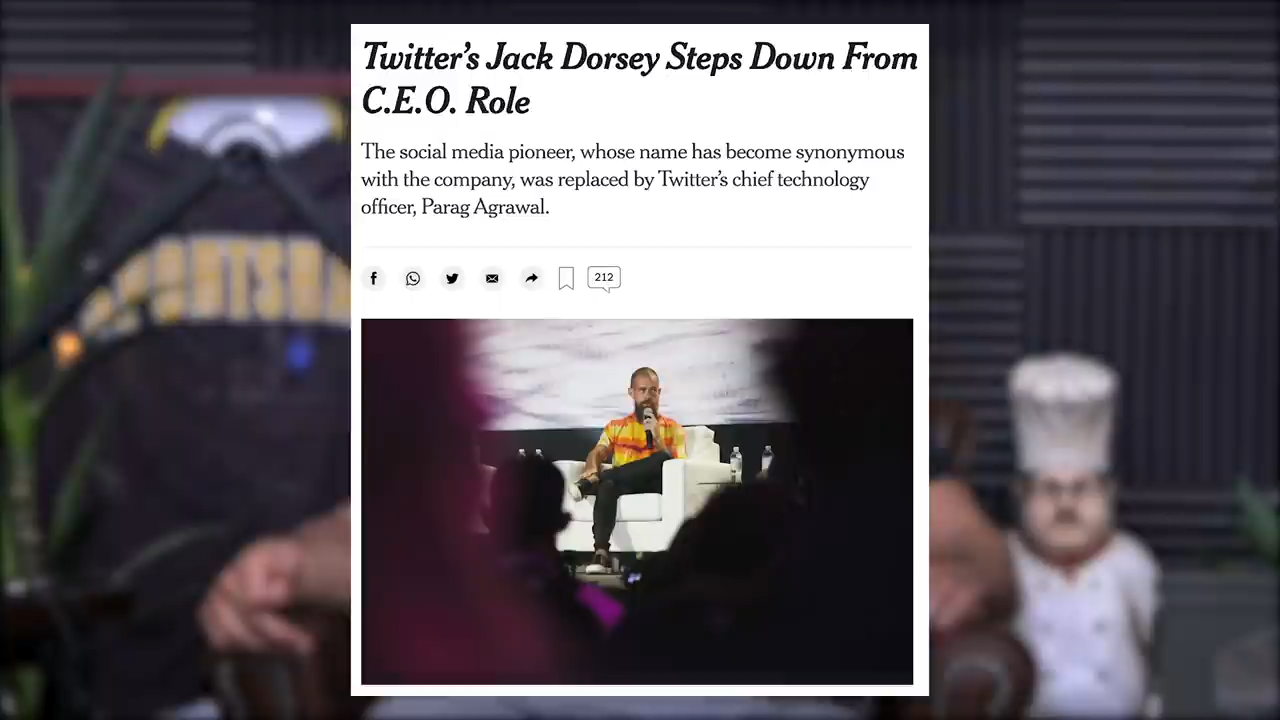 Twitter's Jack Dorsey Steps Down From
C.E.O. Role
The social media pioneer, whose name has become synonymous
with the company, was replaced by Twitter's chief technology
officer, Parag Agrawal.
212